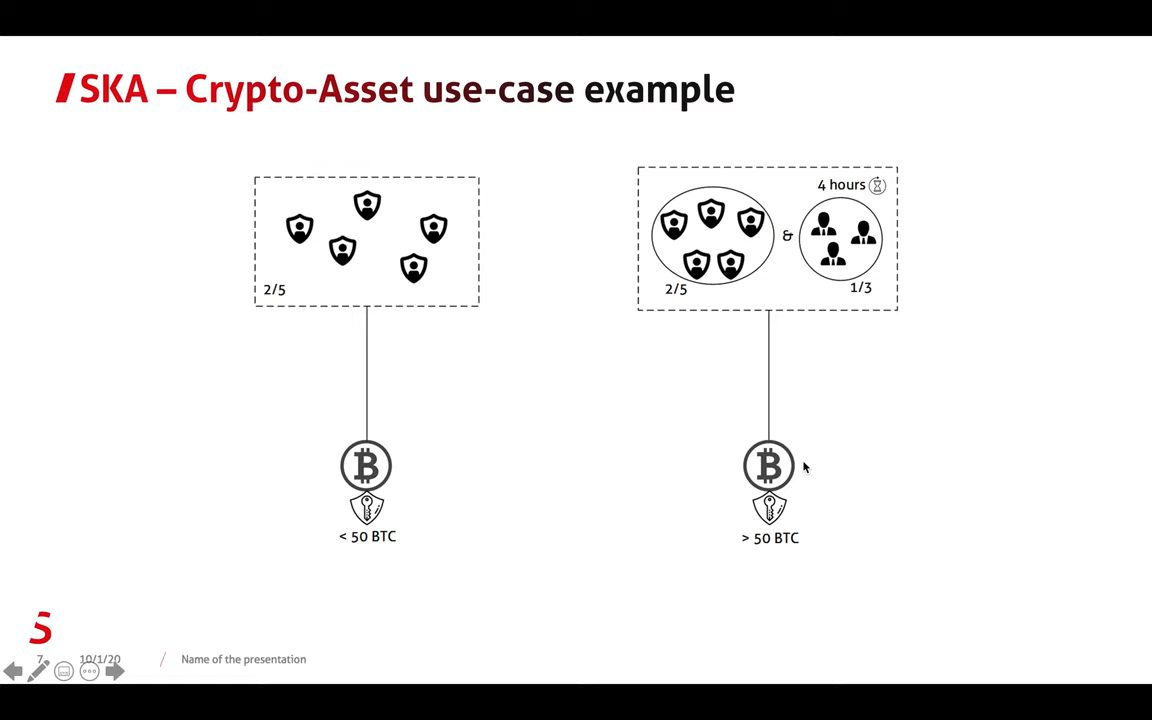 SKA – Crypto-Asset use-case example
2/5
4 hours
&
2/5
1/3
< 50 BTC
> 50 BTC
7
10/1/20
Name of the presentation